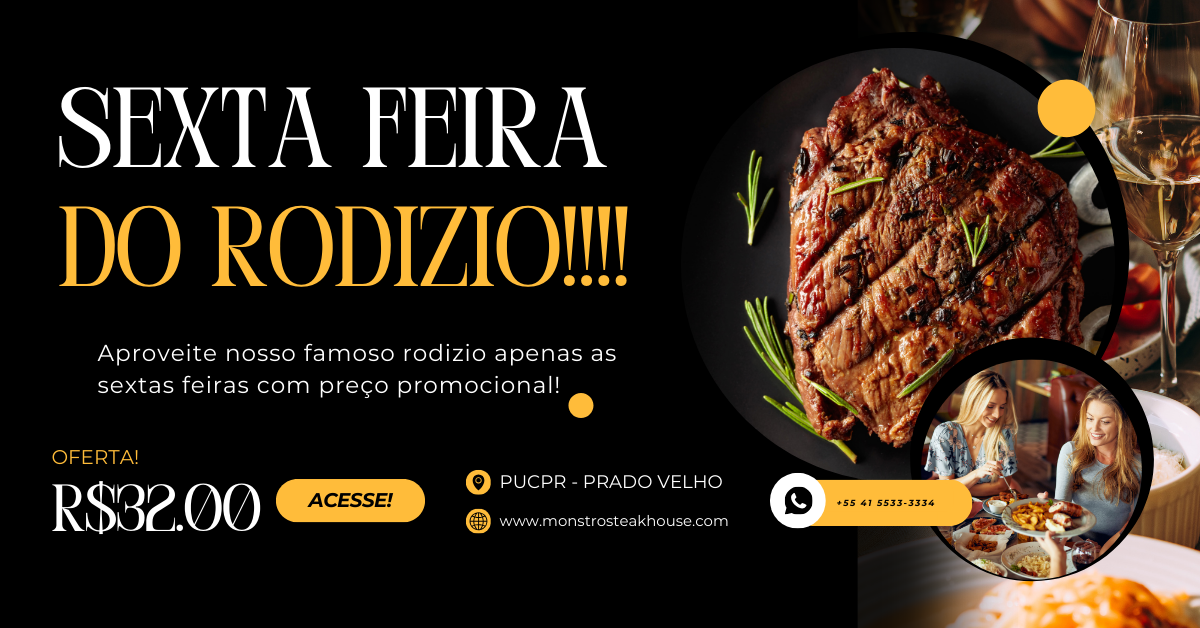 SEXTA FEIRA
DO RODIZIO!!!!
Aproveite nosso famoso rodizio apenas as
sextas feiras com preço promocional!
OFERTA!
R$32.00
ACESSE!
PUCPR - PRADO VELHO
www.monstrosteakhouse.com
+55 41 5533-3334